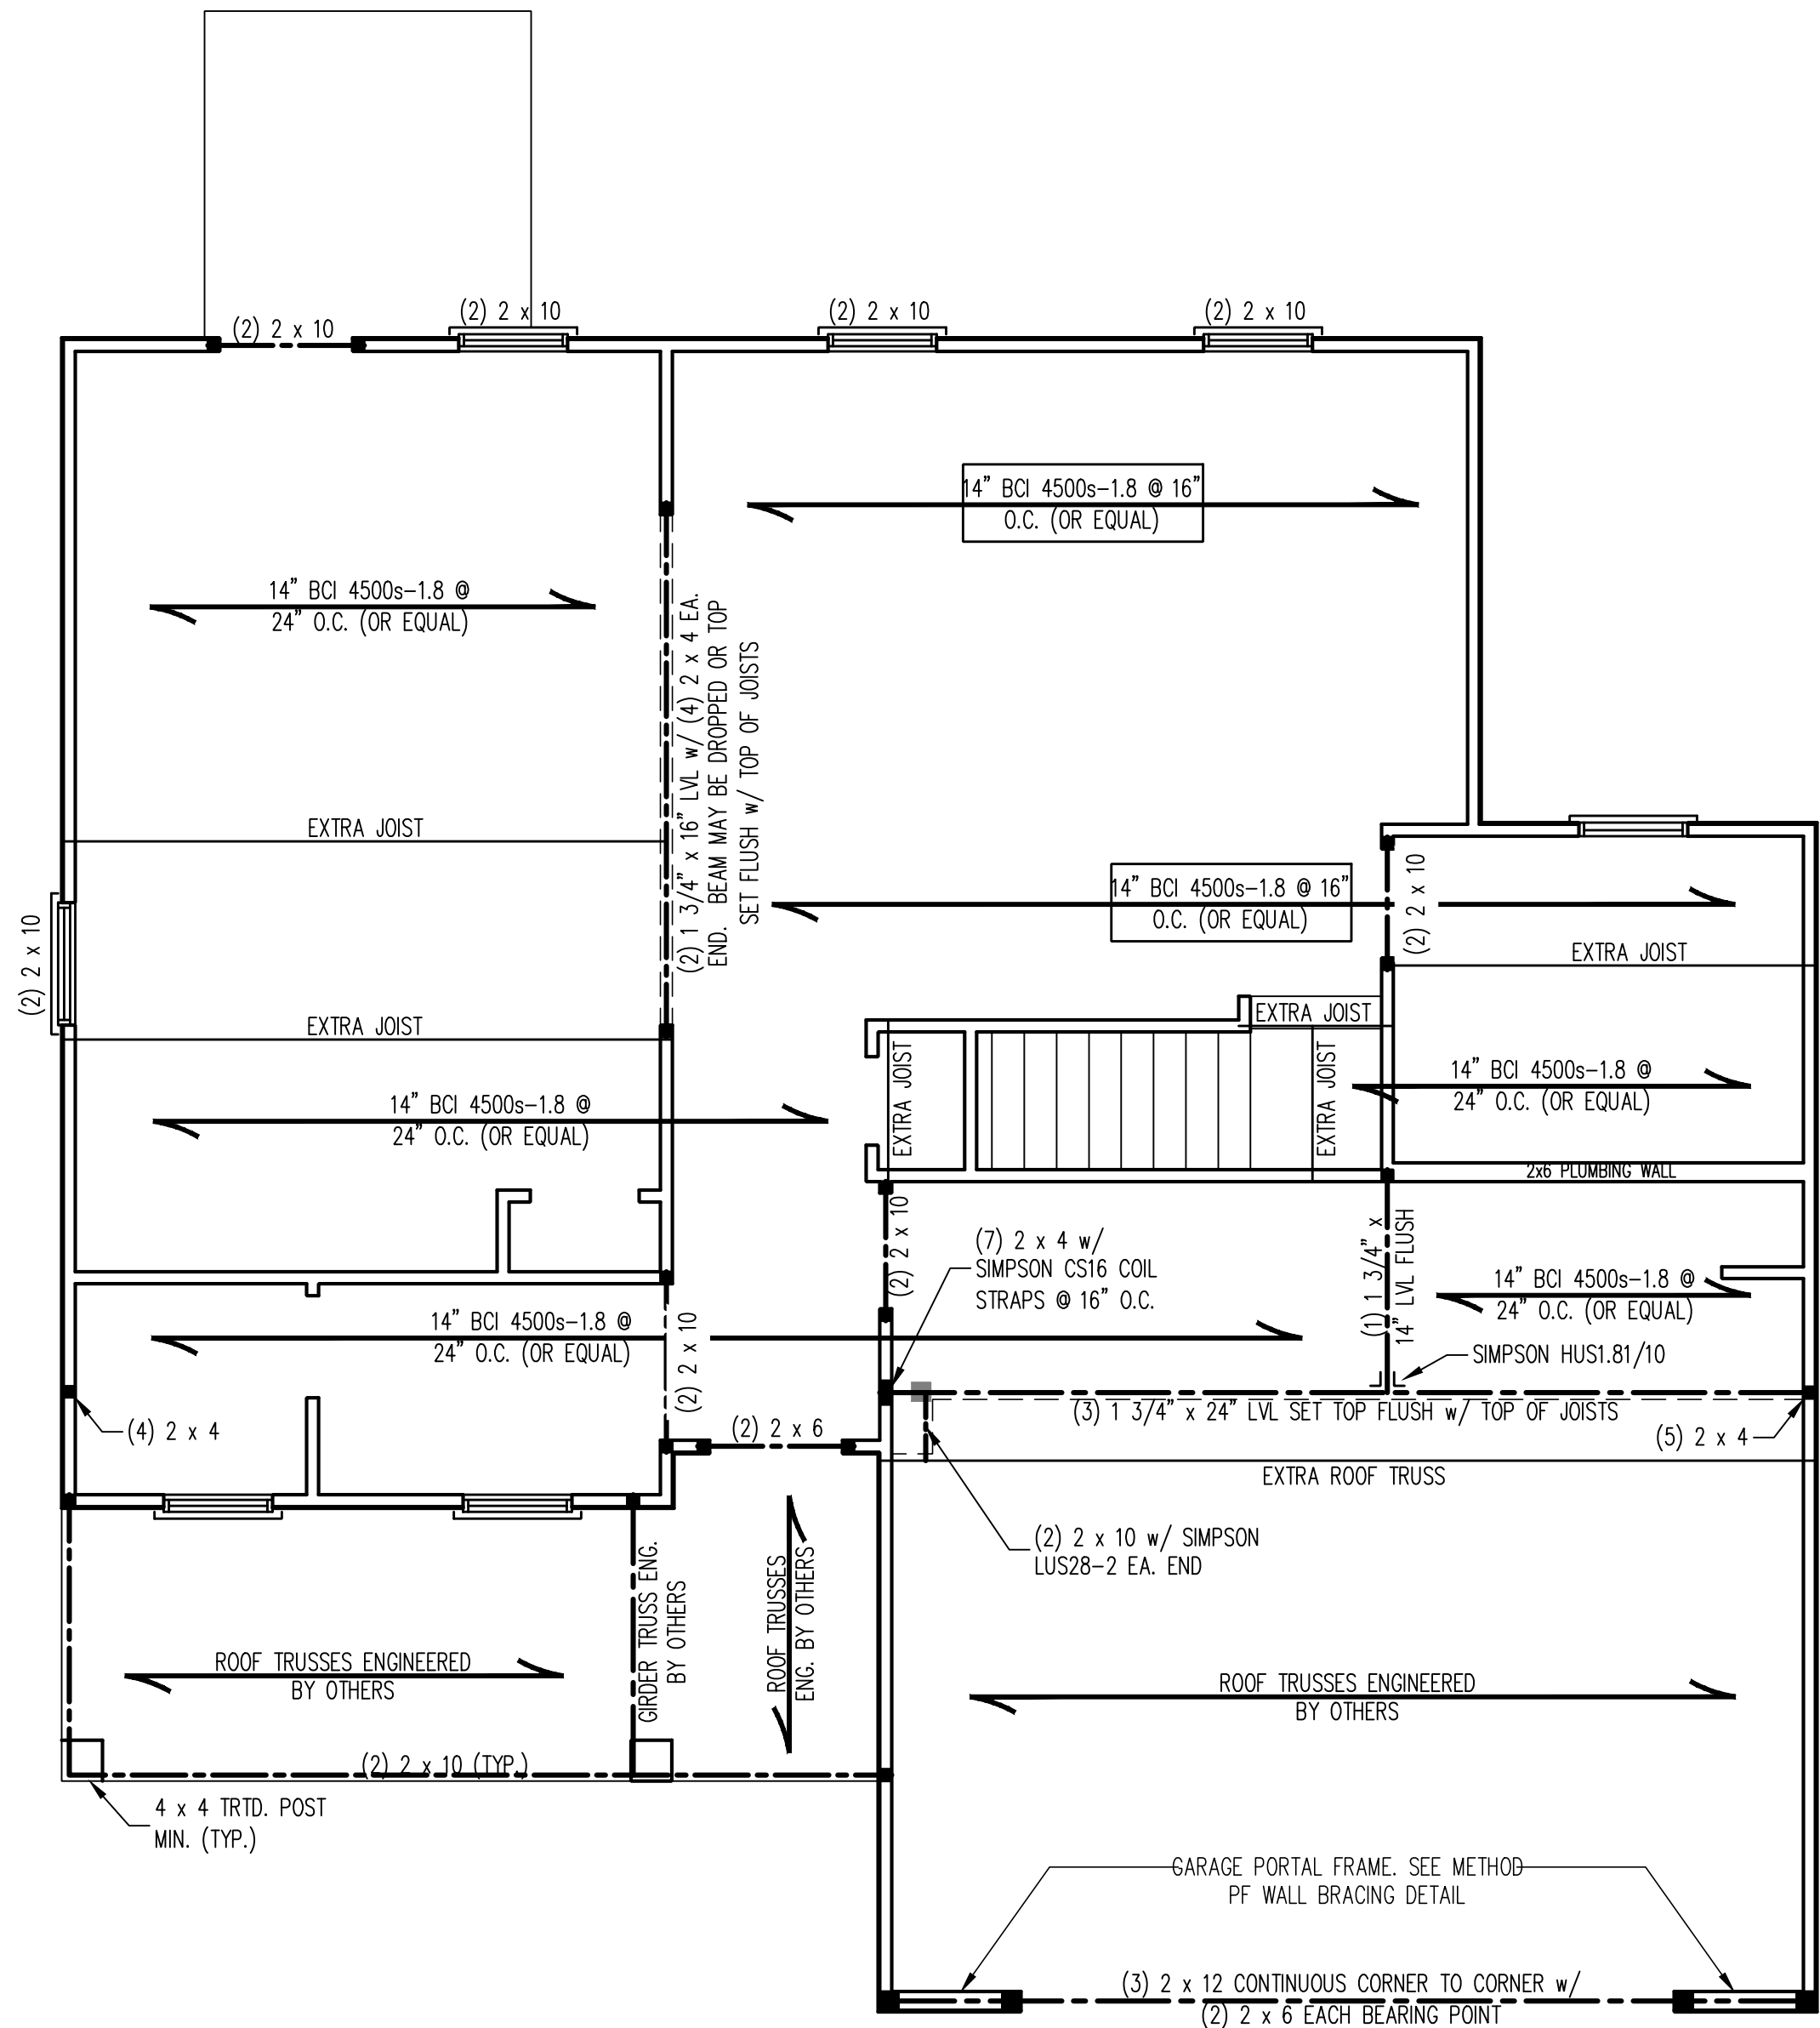 (2) 2 x 10
(2) 2 x 10
(2) 2 x 10
(2) 2 x 10
14” BCI 4500s-1.8 @ 16”
O.C. (OR EQUAL)
14” BCI 4500s-1.8 @
24” O.C. (OR EQUAL)
(2) 1 3/4” x 16” LVL w/ (4) 2 x 4 EA.
END. BEAM MAY BE DROPPED OR TOP
SET FLUSH w/ TOP OF JOISTS
EXTRA JOIST
14” BCI 4500s-1.8 @ 16”
O.C. (OR EQUAL)
(2) 2 x 10
(2) 2 x 10
EXTRA JOIST
EXTRA JOIST
EXTRA JOIST
EXTRA JOIST
EXTRA JOIST
14” BCI 4500s-1.8 @
24” O.C. (OR EQUAL)
14” BCI 4500s-1.8 @
24” O.C. (OR EQUAL)
2x6 PLUMBING WALL
(2) 2 x 10
(7) 2 x 4 w/
SIMPSON CS16 COIL
STRAPS @ 16” O.C.
(1) 1 3/4” x
14” LVL FLUSH
14” BCI 4500s-1.8 @
24” O.C. (OR EQUAL)
14” BCI 4500s-1.8 @
24” O.C. (OR EQUAL)
(2) 2 x 10
SIMPSON HUS1.81/10
(3) 1 3/4” x 24” LVL SET TOP FLUSH w/ TOP OF JOISTS
(4) 2 x 4
(2) 2 x 6
(5) 2 x 4
EXTRA ROOF TRUSS
(2) 2 x 10 w/ SIMPSON
LUS28-2 EA. END
GIRDER TRUSS ENG.
BY OTHERS
ROOF TRUSSES
ENG. BY OTHERS
ROOF TRUSSES ENGINEERED
BY OTHERS
ROOF TRUSSES ENGINEERED
BY OTHERS
(2) 2 x 10 (TYP.)
4 x 4 TRTD. POST
MIN. (TYP.)
GARAGE PORTAL FRAME. SEE METHOD
PF WALL BRACING DETAIL
(3) 2 x 12 CONTINUOUS CORNER TO CORNER w/
(2) 2 x 6 EACH BEARING POINT